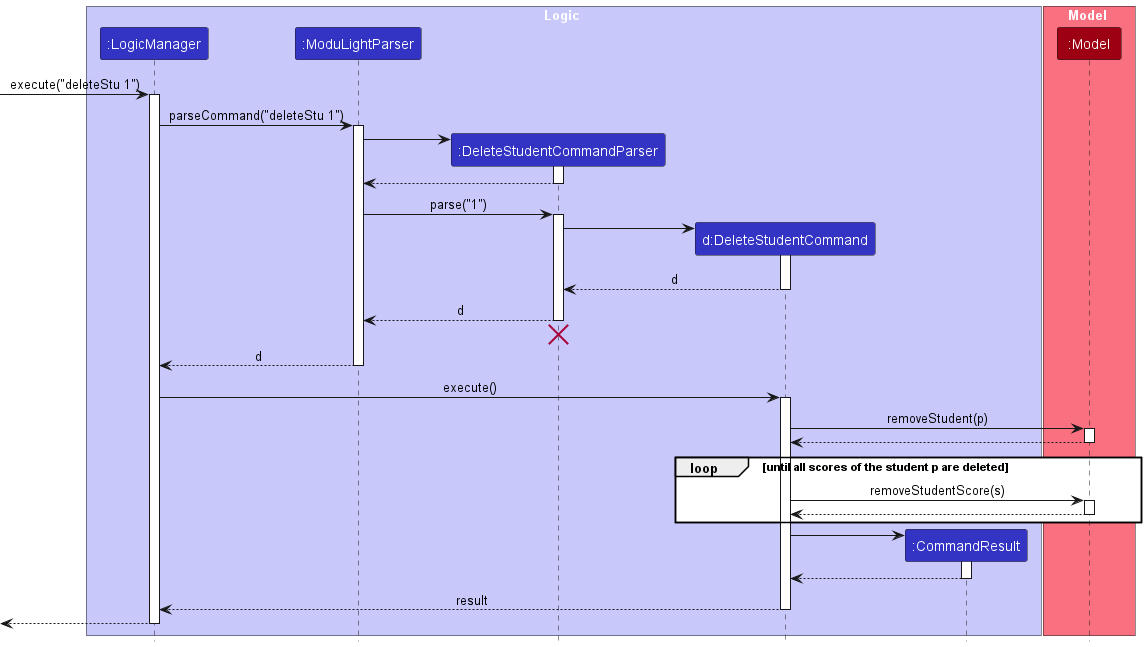 Logic
Model
:LogicManager
:ModuLightParser
:Model
execute("deleteStu 1")
parseCommand("deleteStu 1")
:DeleteStudentCommandParser
parse("1")
d:DeleteStudentCommand
d
d
d
execute()
removeStudent(p)
loop
[until all scores of the student p are deleted]
removeStudentScore(s)
:CommandResult
result